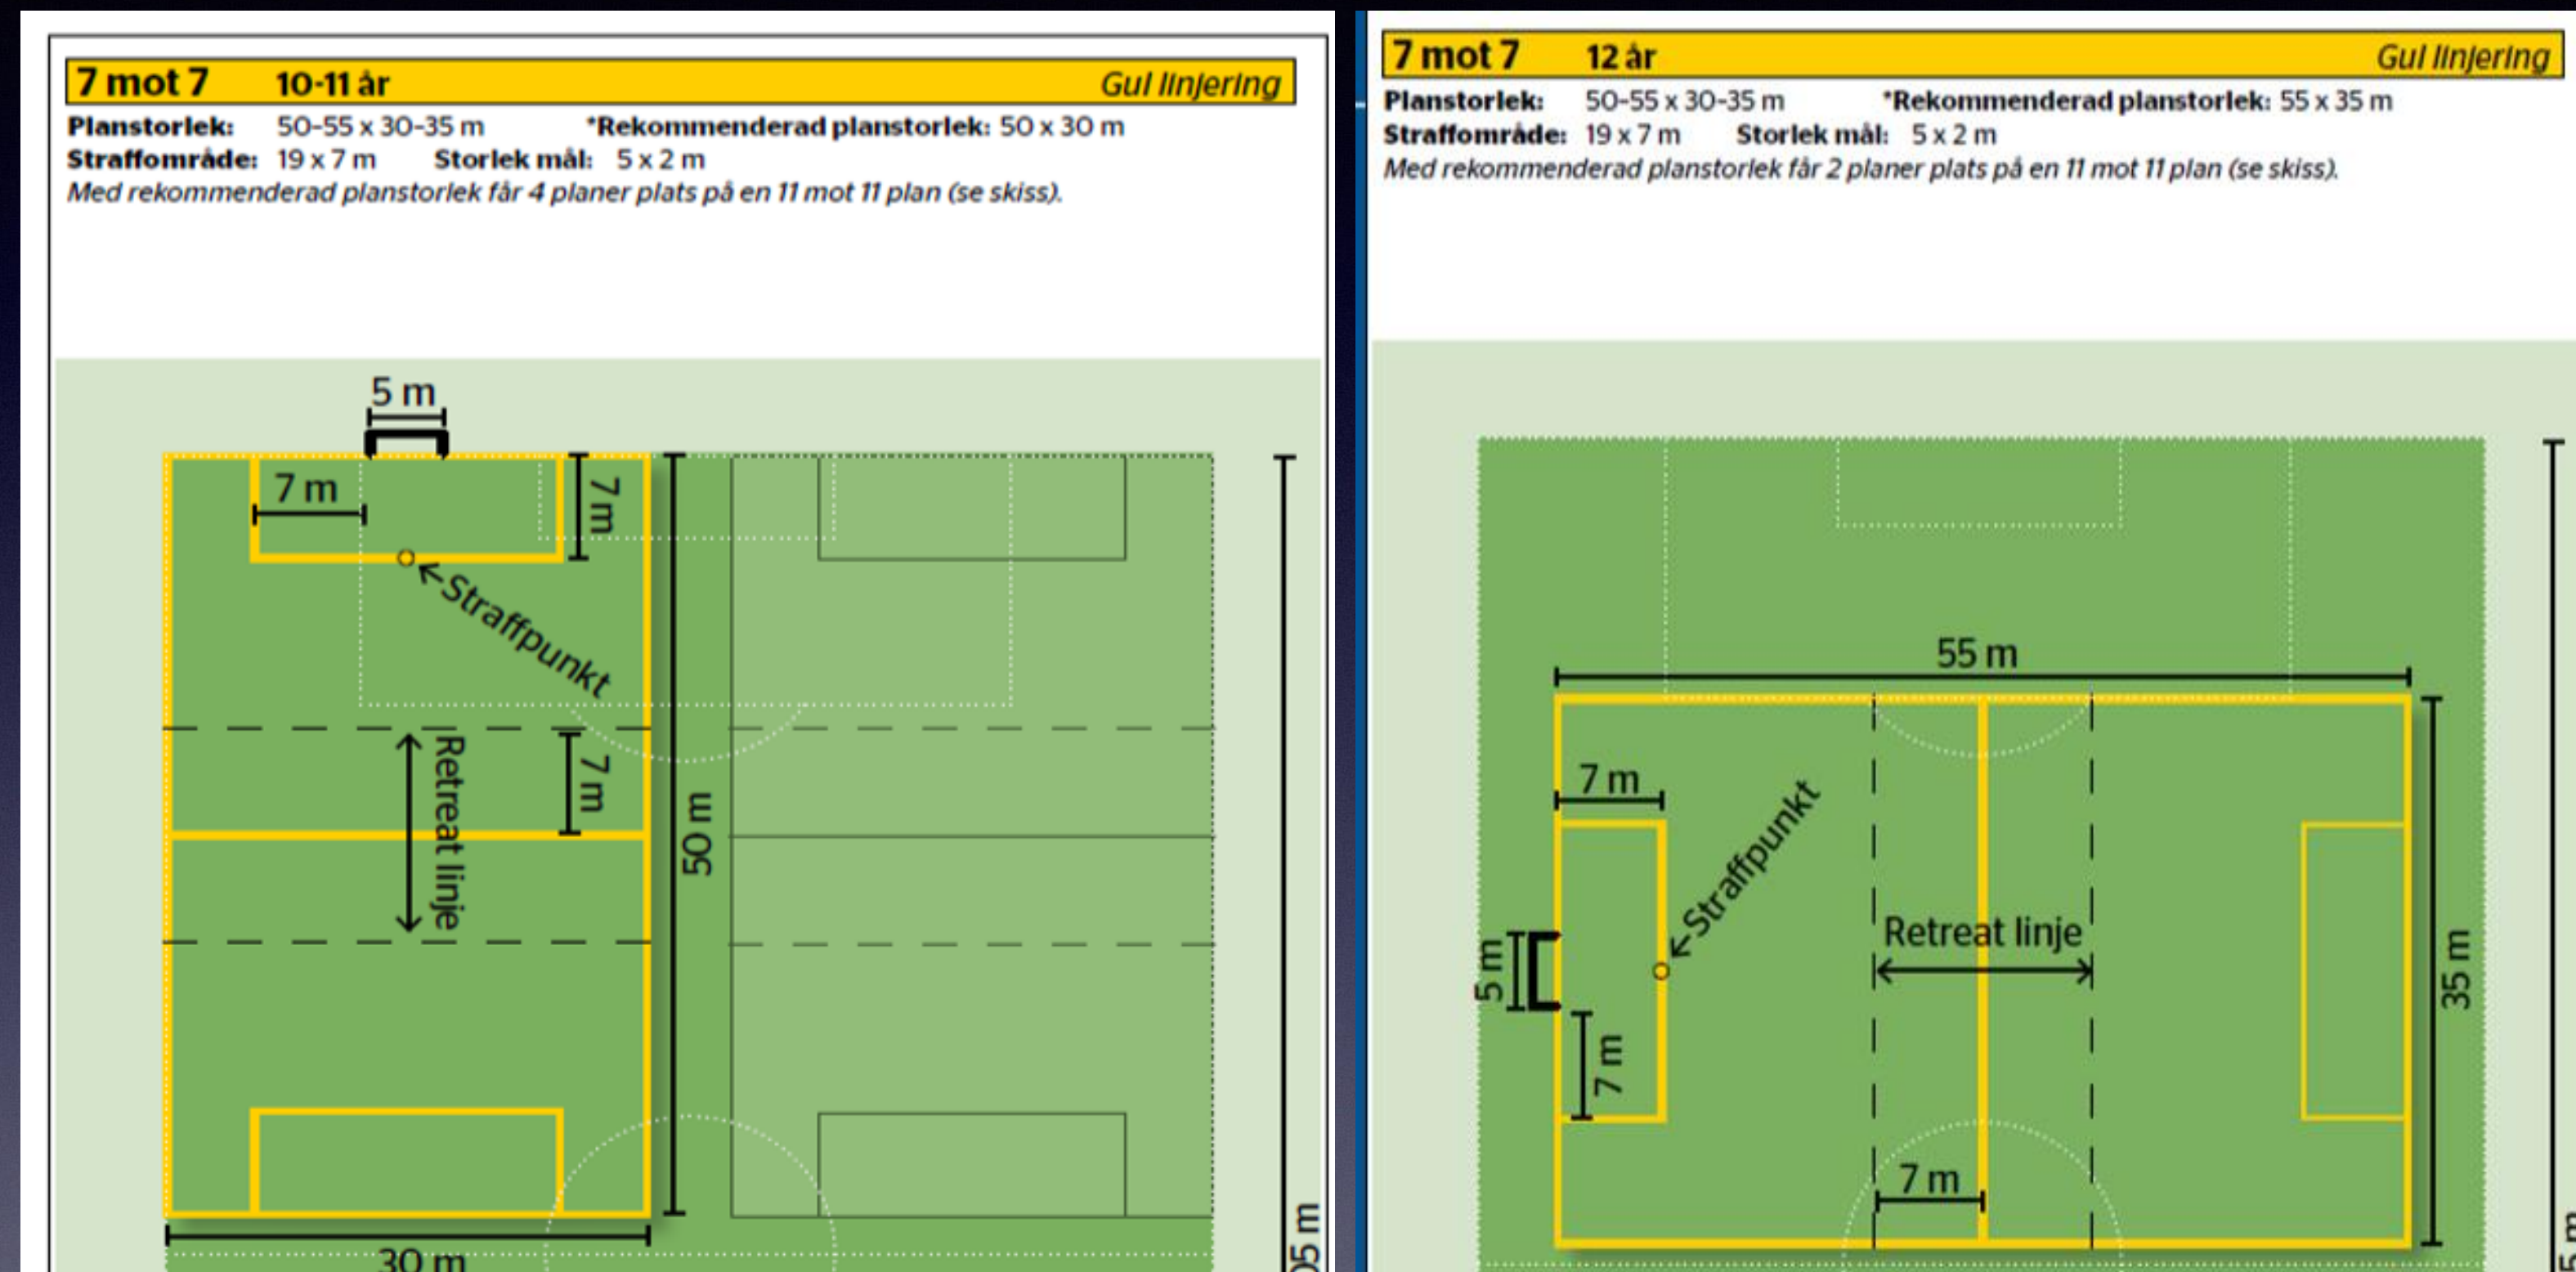 7 mot 7 10-11 år Gul linjering
Planstorlek: 50-55 x 30-35 m *Rekommenderad planstorlek: 50 x 30 m
Straffområde: 19 x 7 m Storlek mål: 5 x 2 m
Med rekommenderad planstorlek får 4 planer plats på en 11 mot 11 plan (se skiss).
5 m
7 m
7 m
Straffpunkt
Retreat linje
7 m
50 m
30 m
7 mot 7 12 år Gul linjering
Planstorlek: 50-55 x 30-35 m *Rekommenderad planstorlek: 55 x 35 m
Straffområde: 19 x 7 m Storlek mål: 5 x 2 m
Med rekommenderad planstorlek får 2 planer plats på en 11 mot 11 plan (se skiss).
55 m
7 m
Straffpunkt
Retreat linje
5 m
7 m
7 m
35 m